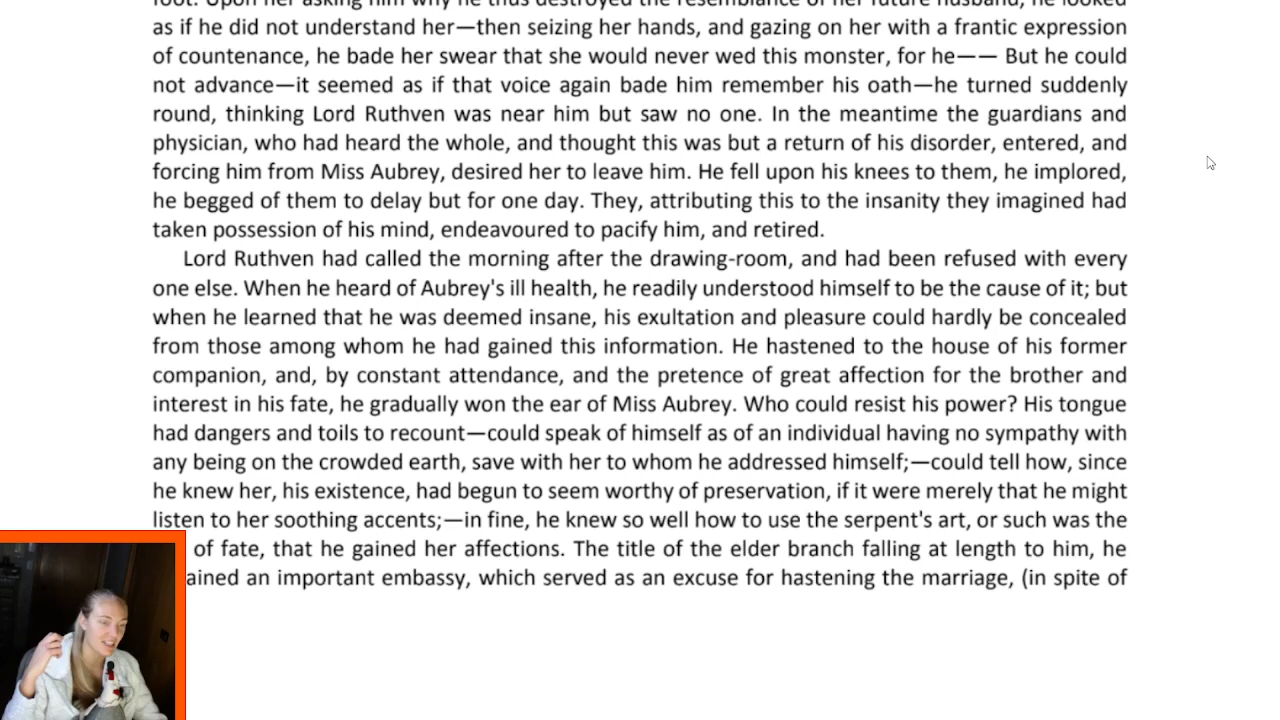 as if he did not understand her—then seizing her hands, and gazing on her with a frantic expression
of countenance, he bade her swear that she would never wed this monster, for he—— But he could
not advance—it seemed as if that voice again bade him remember his oath—he turned suddenly
round, thinking Lord Ruthven was near him but saw no one. In the meantime the guardians and
physician, who had heard the whole, and thought this was but a return of his disorder, entered, and
forcing him from Miss Aubrey, desired her to leave him. He fell upon his knees to them, he implored,
he begged of them to delay but for one day. They, attributing this to the insanity they imagined had
taken possession of his mind, endeavoured to pacify him, and retired.
Lord Ruthven had called the morning after the drawing-room, and had been refused with every
one else. When he heard of Aubrey's ill health, he readily understood himself to be the cause of it; but
when he learned that he was deemed insane, his exultation and pleasure could hardly be concealed
from those among whom he had gained this information. He hastened to the house of his former
companion, and, by constant attendance, and the pretence of great affection for the brother and
interest in his fate, he gradually won the ear of Miss Aubrey. Who could resist his power? His tongue
had dangers and toils to recount—could speak of himself as of an individual having no sympathy with
any being on the crowded earth, save with her to whom he addressed himself;—could tell how, since
he knew her, his existence, had begun to seem worthy of preservation, if it were merely that he might
listen to her soothing accents;—in fine, he knew so well how to use the serpent's art, or such was the
of fate, that he gained her affections. The title of the elder branch falling at length to him, he
ained an important embassy, which served as an excuse for hastening the marriage, (in spite of